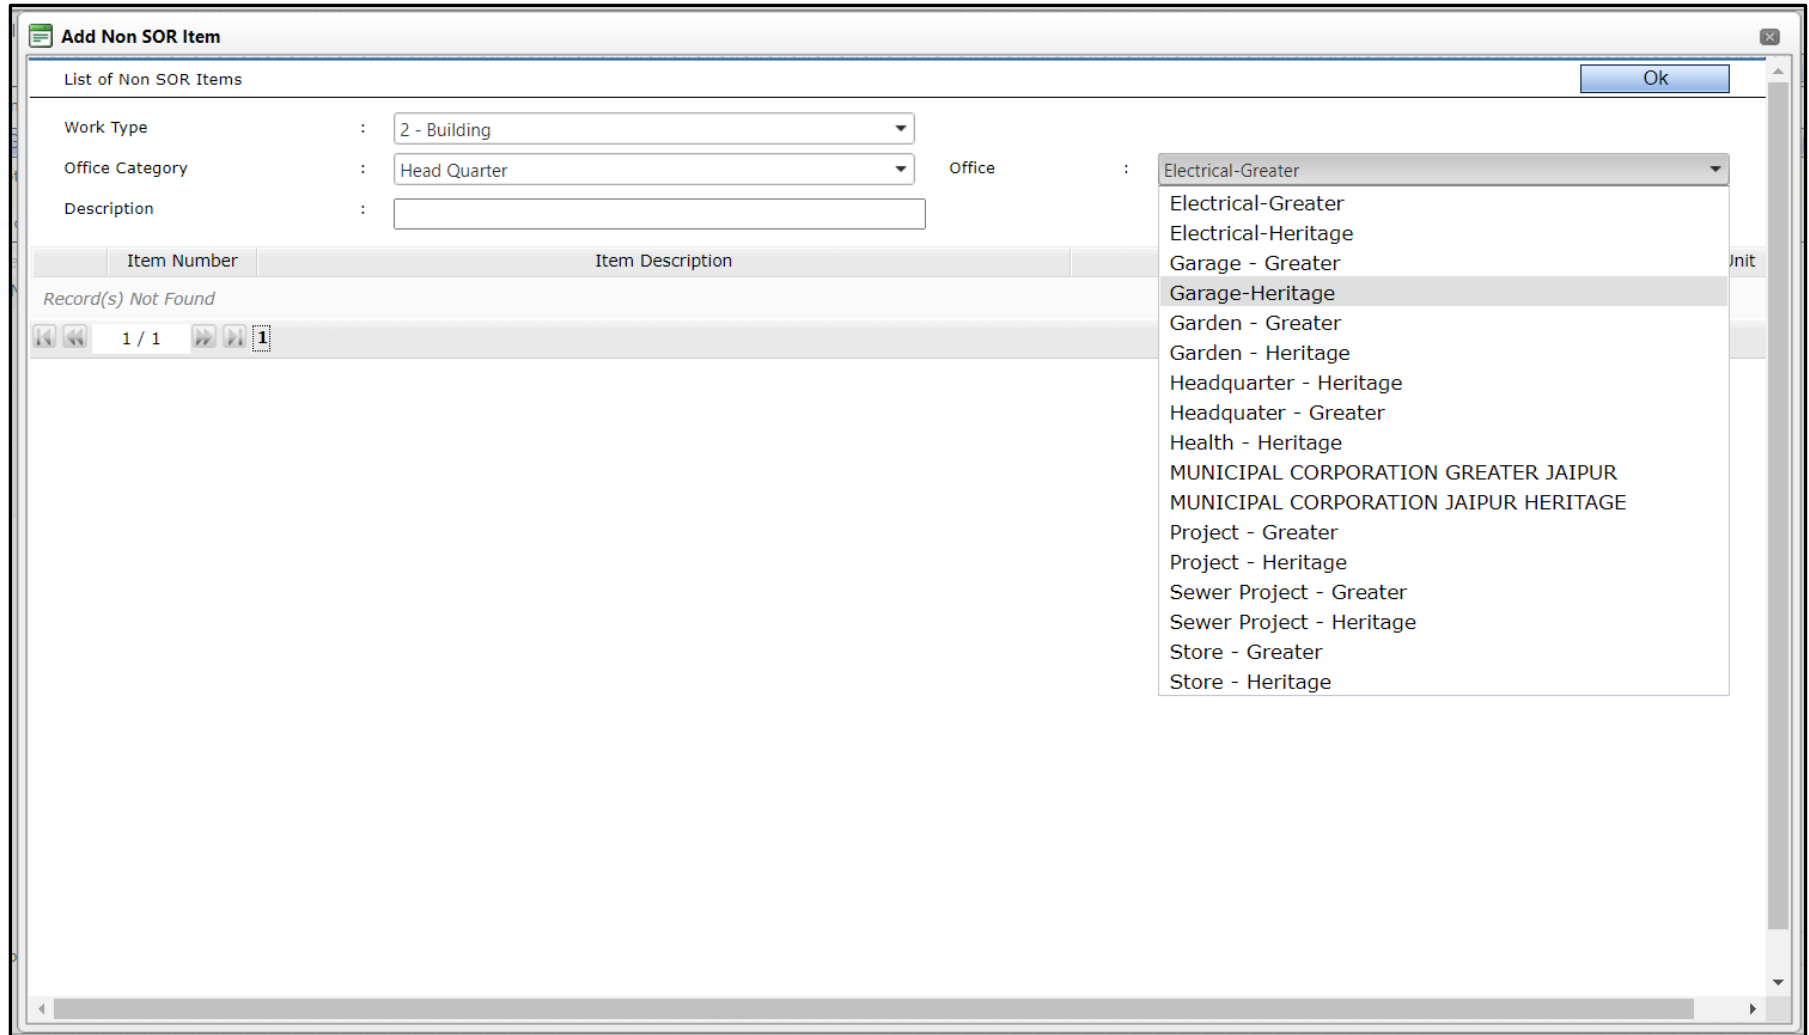 Add Non SOR Item
List of Non SOR Items Ok
Work Type : 2 - Building
Office Category : Head Quarter Office : Electrical-Greater
Description :
Electrical-Greater
Electrical-Heritage
Garage - Greater
Garage-Heritage
Garden - Greater
Garden - Heritage
Headquarter - Heritage
Headquater - Greater
Health - Heritage
MUNICIPAL CORPORATION GREATER JAIPUR
MUNICIPAL CORPORATION JAIPUR HERITAGE
Project - Greater
Project - Heritage
Sewer Project - Greater
Sewer Project - Heritage
Store - Greater
Store - Heritage
Item Number Item Description
Record(s) Not Found
1 / 1 1